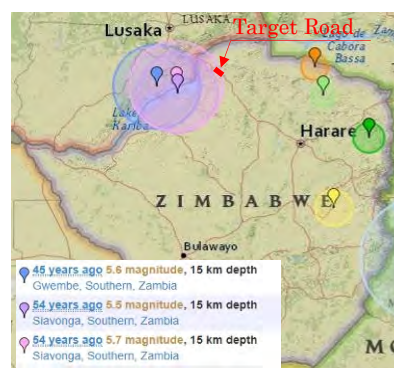 LUSAKA
Lusaka
Target Road
Lago de
Cahora
Bassa
Lake
Kariba
Harare
ZIMBABWE
Bulawayo
45 years ago 5.6 magnitude, 15 km depth
Gwembe, Southern, Zambia
54 years ago 5.5 magnitude, 15 km depth
Siavonga, Southern, Zambia
54 years ago 5.7 magnitude, 15 km depth
Siavonga, Southern, Zambia